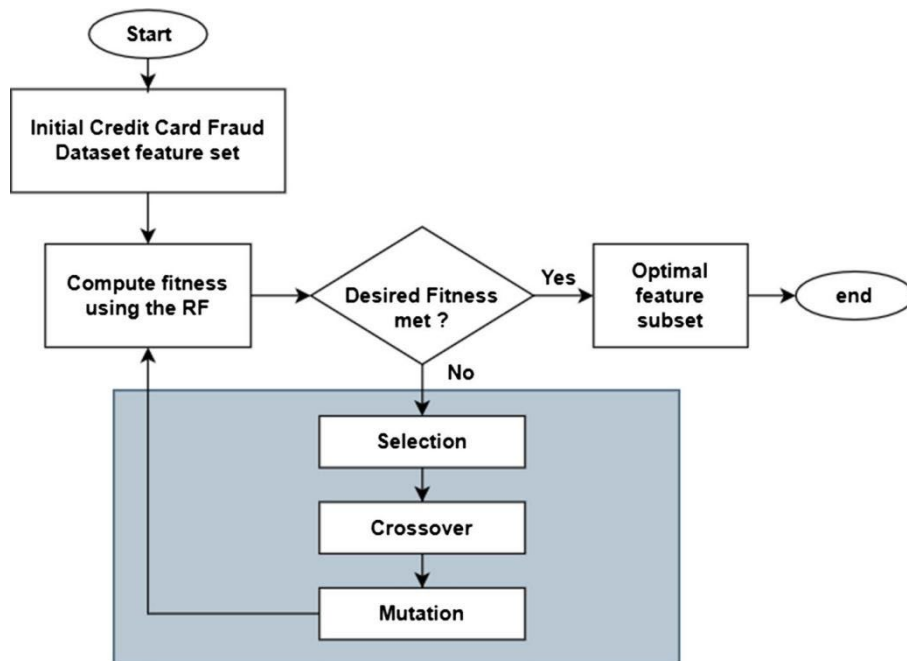 Start
Initial Credit Card Fraud
Dataset feature set
Compute fitness
using the RF
Desired Fitness
met ?
Yes
Optimal
feature
subset
end
No
Selection
Crossover
Mutation